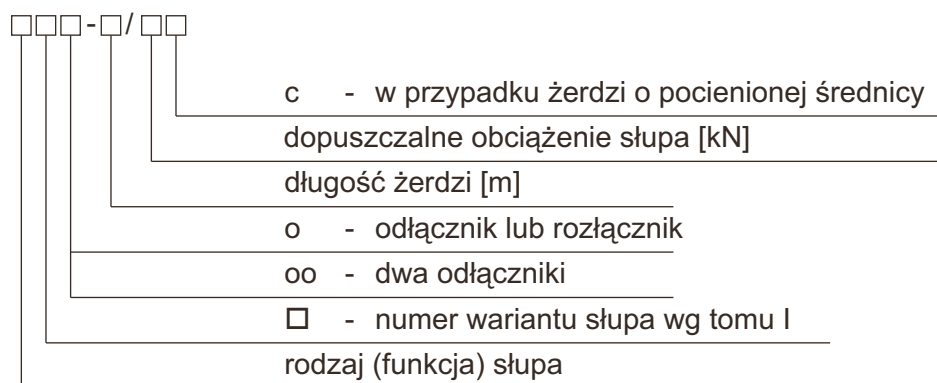 □□□-□/□□
c - w przypadku żerdzi o pocienionej średnicy
dopuszczalne obciążenie słupa [kN]
długość żerdzi [m]
o - odłącznik lub rozłącznik
oo - dwa odłączniki
□ - numer wariantu słupa wg tomu I
rodzaj (funkcja) słupa